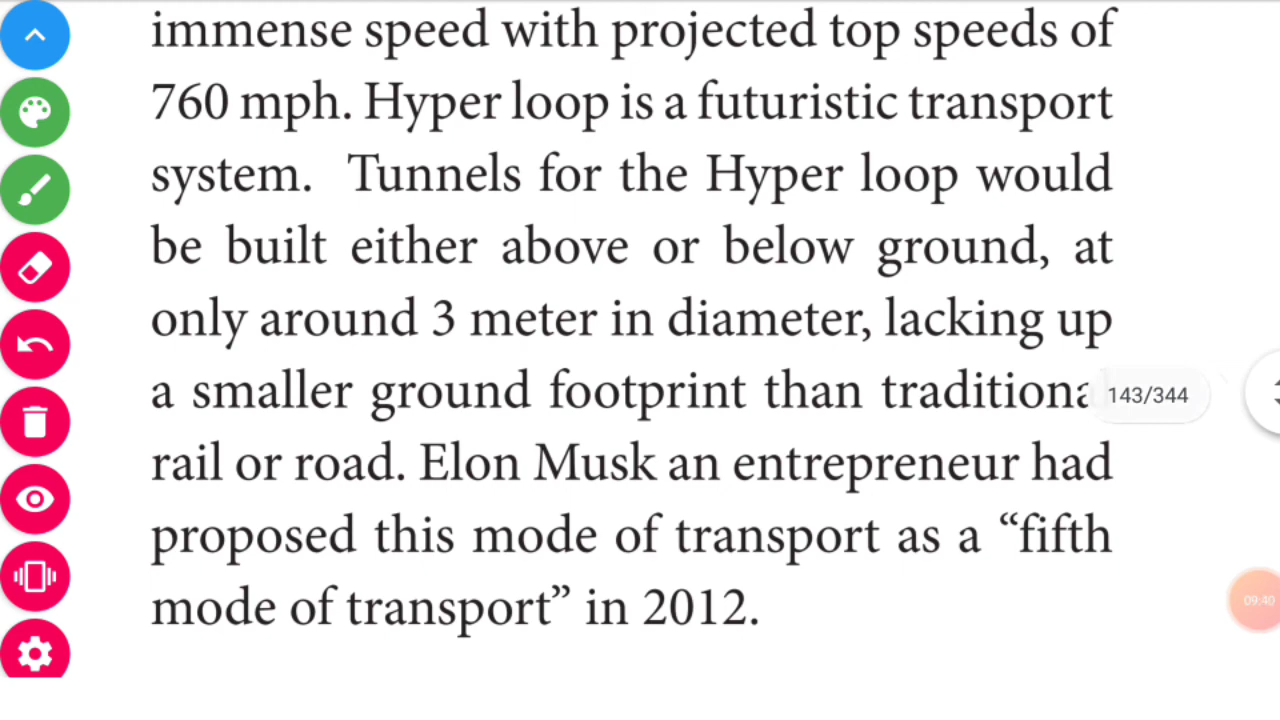 immense speed with projected top speeds of
760 mph. Hyper loop is a futuristic transport
system. Tunnels for the Hyper loop would
be built either above or below ground, at
only around 3 meter in diameter, lacking up
a smaller ground footprint than traditiona
143/344
rail or road. Elon Musk an entrepreneur had
proposed this mode of transport as a “fifth
mode of transport” in 2012.
09:40